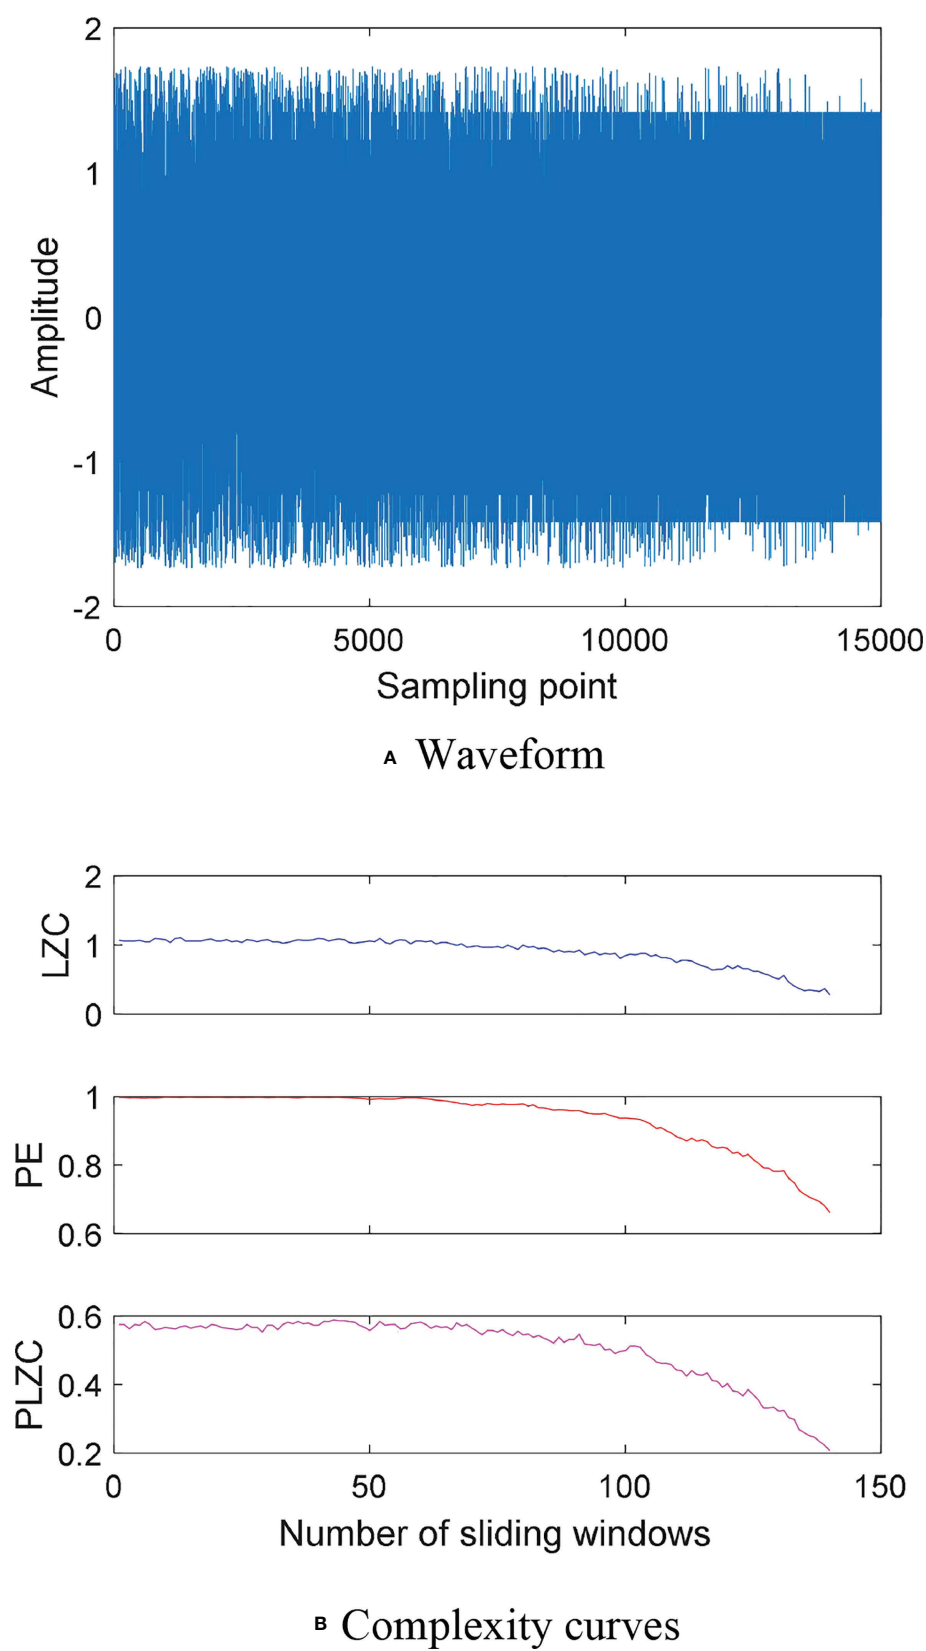 2
1
0
-1
-2
Amplitude
0 5000 10000 15000
Sampling point
A Waveform
2
1
0
LZC
1
0.8
0.6
PE
0.6
0.4
0.2
PLZC
0 50 100 150
Number of sliding windows
B Complexity curves